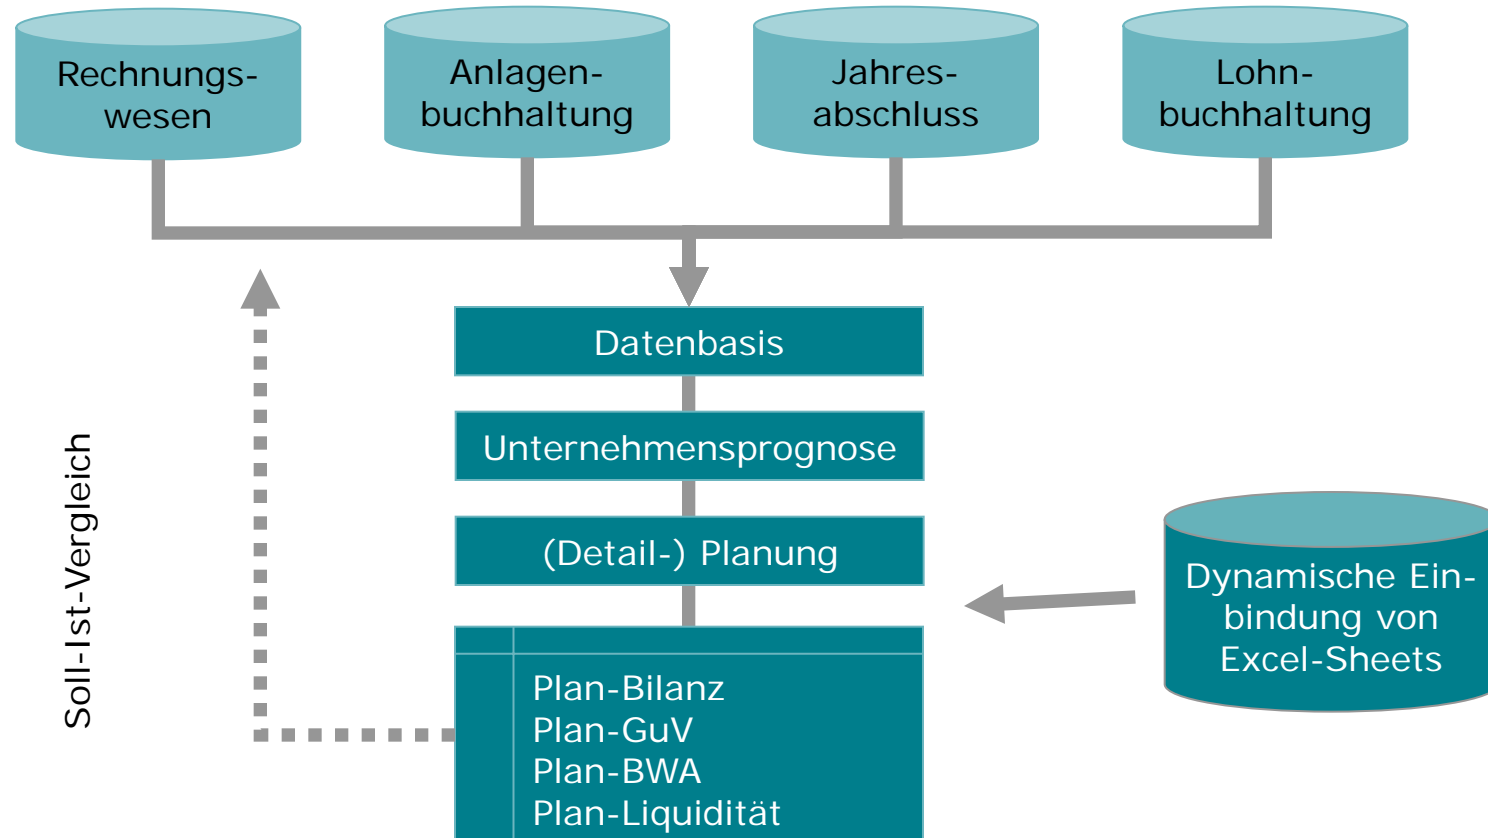 Rechnungs-
wesen
Anlagen-
buchhaltung
Jahres-
abschluss
Lohn-
buchhaltung
Datenbasis
Unternehmensprognose
(Detail-) Planung
Soll-Ist-Vergleich
Dynamische Ein-
bindung von
Excel-Sheets
Plan-Bilanz
Plan-GuV
Plan-BWA
Plan-Liquidität